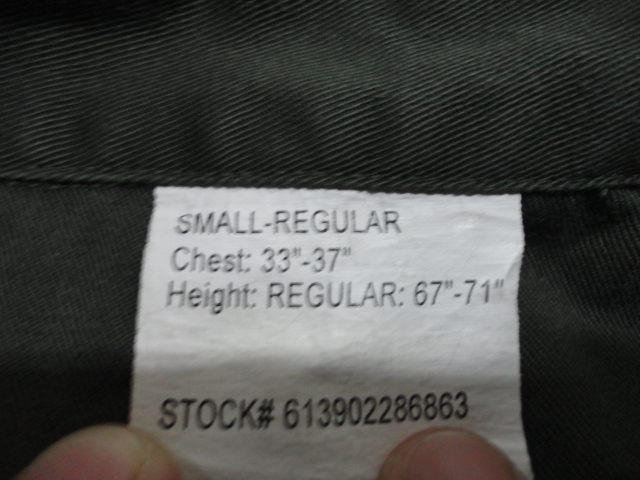 SMALL-REGULAR
Chest: 33"-37"
Height: REGULAR: 67"-71"
STOCK# 613902286863